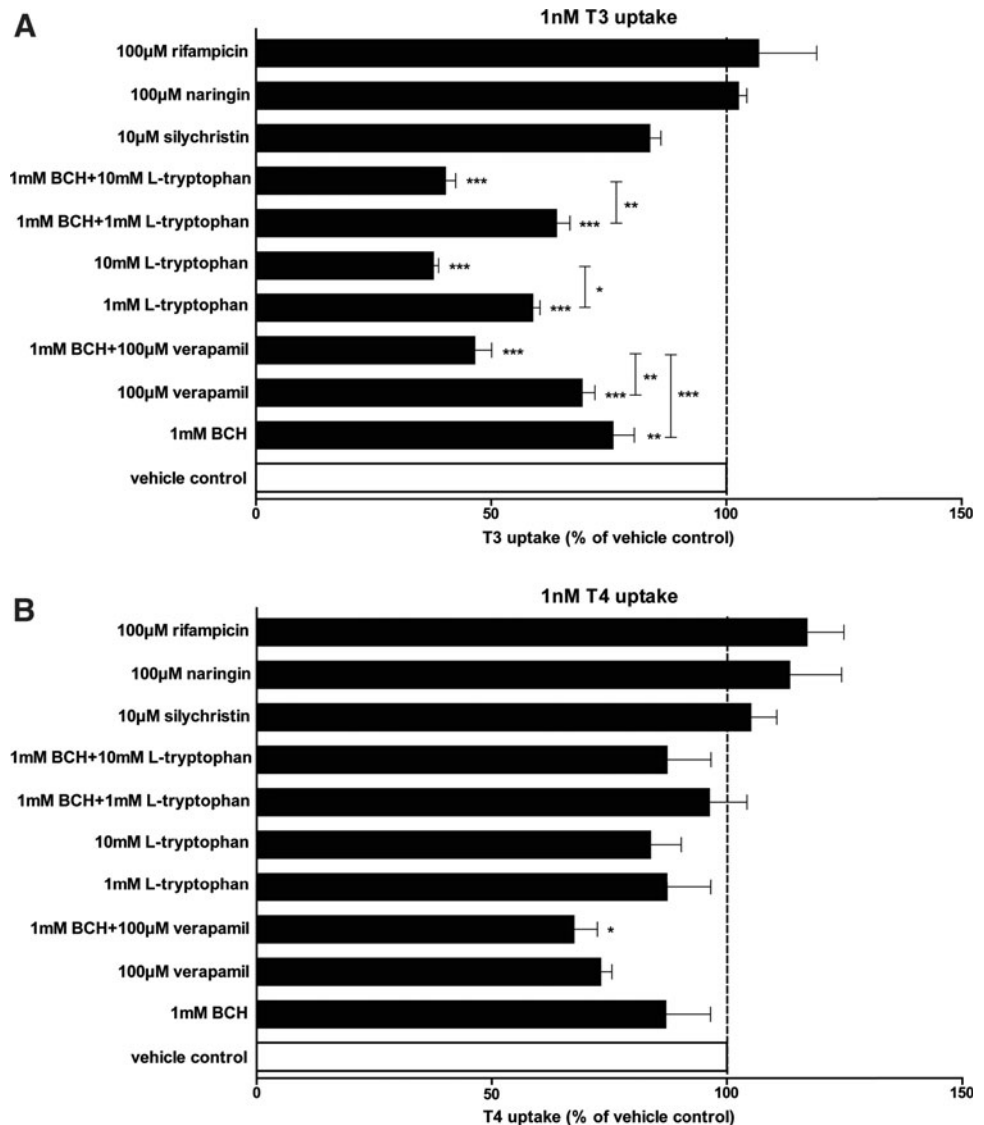 A
1nM T3 uptake
100µM rifampicin
100µM naringin
10µM silychristin
1mM BCH+10mM L-tryptophan
***
**
1mM BCH+1mM L-tryptophan
***
10mM L-tryptophan
***
*
1mM L-tryptophan
***
1mM BCH+100µM verapamil
***
**
100µM verapamil
***
***
1mM BCH
**
vehicle control
0 50 100 150
T3 uptake (% of vehicle control)
B
1nM T4 uptake
100µM rifampicin
100µM naringin
10µM silychristin
1mM BCH+10mM L-tryptophan
1mM BCH+1mM L-tryptophan
10mM L-tryptophan
1mM L-tryptophan
1mM BCH+100µM verapamil
*
100µM verapamil
1mM BCH
vehicle control
0 50 100 150
T4 uptake (% of vehicle control)